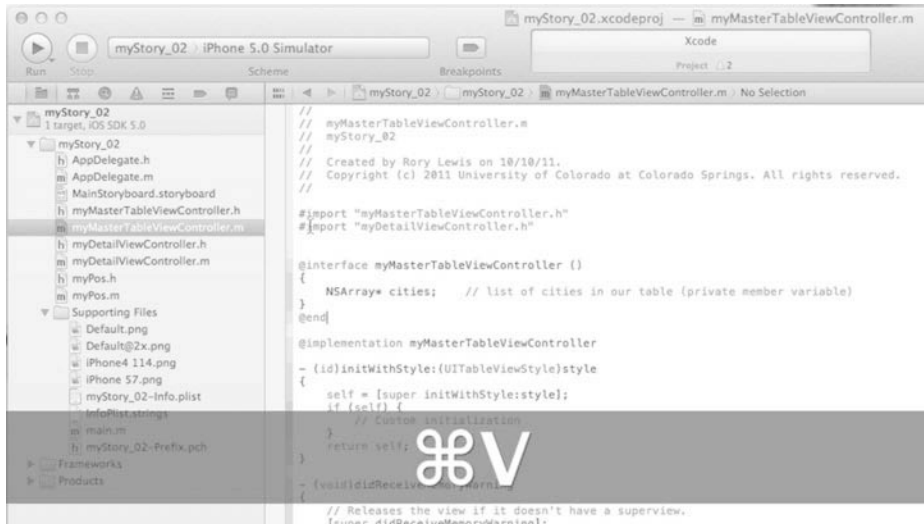 myStory_02.xcodeproj — m myMasterTableViewController.m
myStory_02 › iPhone 5.0 Simulator
Xcode
Project 2
Run Stop Scheme Breakpoints
myStory_02 › myStory_02 › m myMasterTableViewController.m › No Selection
myStory_02
1 target, iOS SDK 5.0
myStory_02
h AppDelegate.h
m AppDelegate.m
MainStoryboard.storyboard
h myMasterTableViewController.h
m myMasterTableViewController.m
h myDetailViewController.h
m myDetailViewController.m
h myPos.h
m myPos.m
Supporting Files
Default.png
Default@2x.png
iPhone4 114.png
iPhone 57.png
myStory_02-Info.plist
InfoPlist.strings
m main.m
h myStory_02-Prefix.pch
Frameworks
Products
//
// myMasterTableViewController.m
// myStory_02
//
// Created by Rory Lewis on 10/10/11.
// Copyright (c) 2011 University of Colorado at Colorado Springs. All rights reserved.
//
#import "myMasterTableViewController.h"
#import "myDetailViewController.h"
@interface myMasterTableViewController ()
{
NSArray* cities; // list of cities in our table (private member variable)
}
@end
@implementation myMasterTableViewController
- (id)initWithStyle:(UITableViewStyle)style
{
self = [super initWithStyle:style];
if (self) {
// Custom initialization
}
return self;
}
- (void)didReceiveMemoryWarning
{
// Releases the view if it doesn't have a superview.
[super didReceiveMemoryWarning];
⌘V